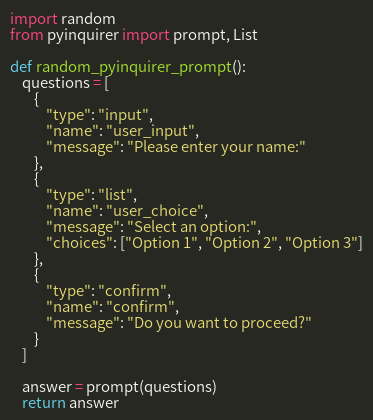 import random
from pyinquirer import prompt, List

def random_pyinquirer_prompt():
    questions = [
        {
            "type": "input",
            "name": "user_input",
            "message": "Please enter your name:"
        },
        {
            "type": "list",
            "name": "user_choice",
            "message": "Select an option:",
            "choices": ["Option 1", "Option 2", "Option 3"]
        },
        {
            "type": "confirm",
            "name": "confirm",
            "message": "Do you want to proceed?"
        }
    ]

    answer = prompt(questions)
    return answer